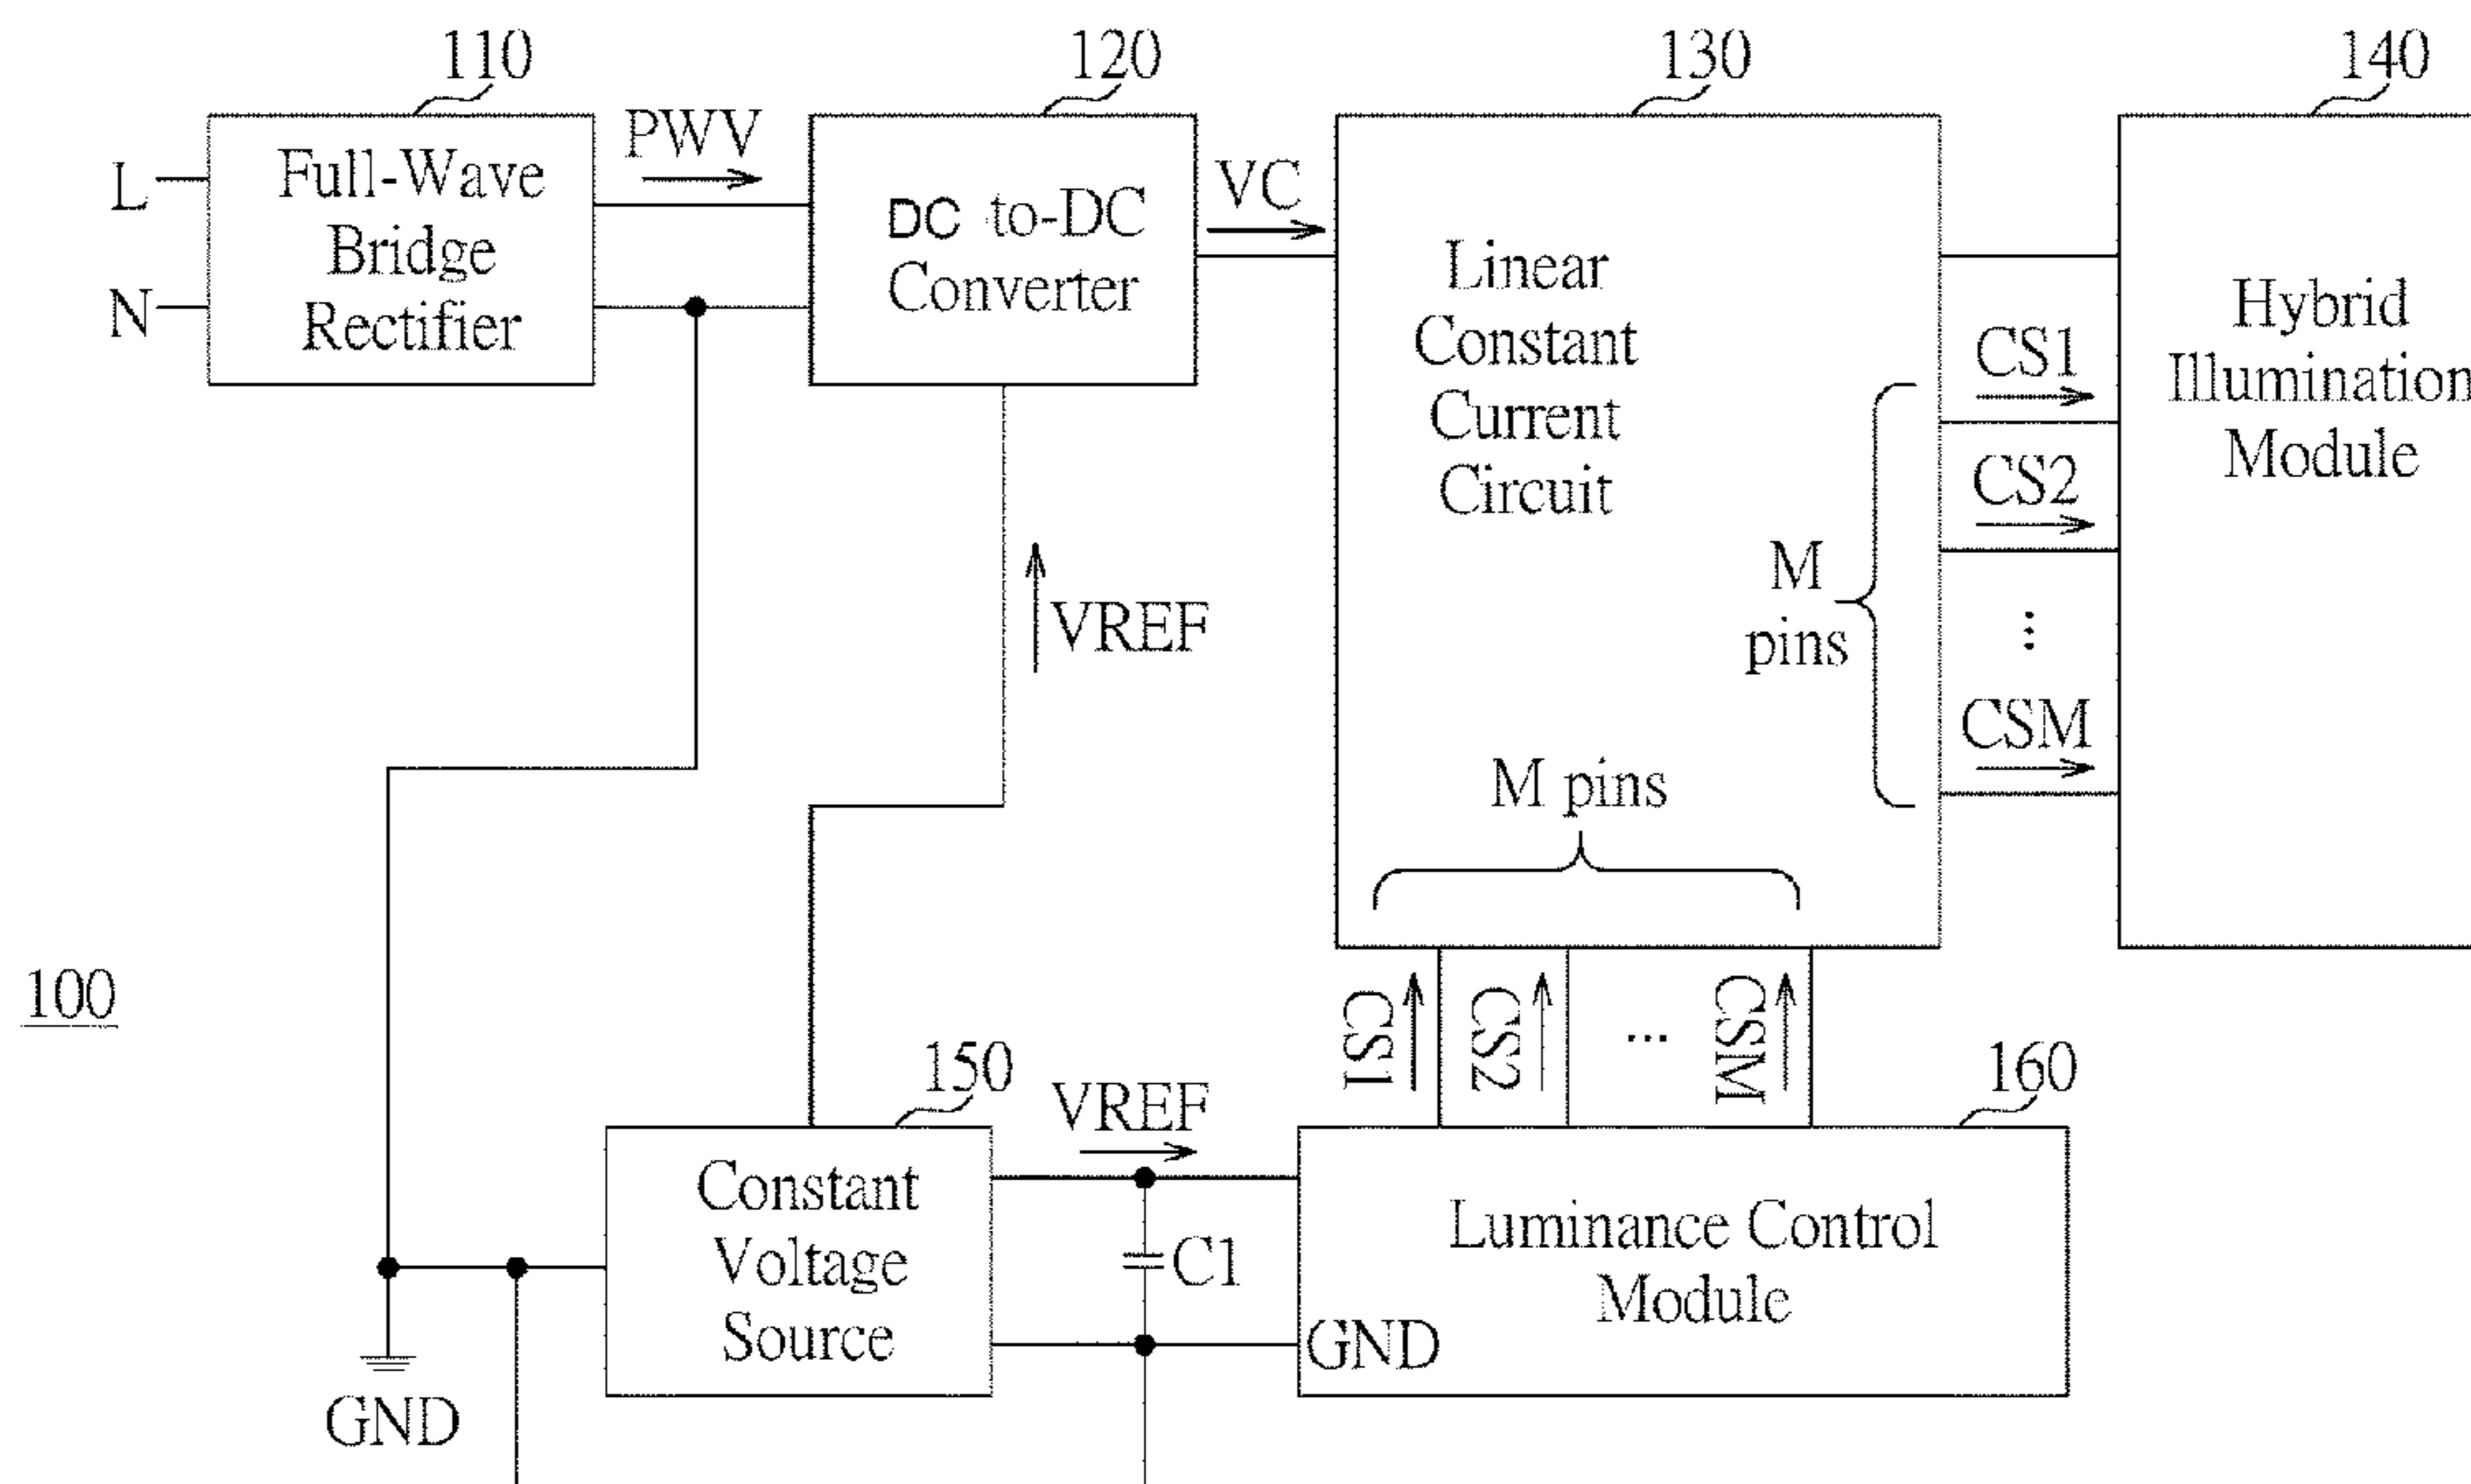 110
120
130
140
L
N
Full-Wave
Bridge
Rectifier
PWV
DC to-DC
Converter
VC
Linear
Constant
Current
Circuit
M
pins
M pins
CS1
CS2
...
CSM
Hybrid
Illumination
Module
VREF
100
150
Constant
Voltage
Source
VREF
C1
GND
CS1
CS2
...
CSM
160
Luminance Control
Module
GND